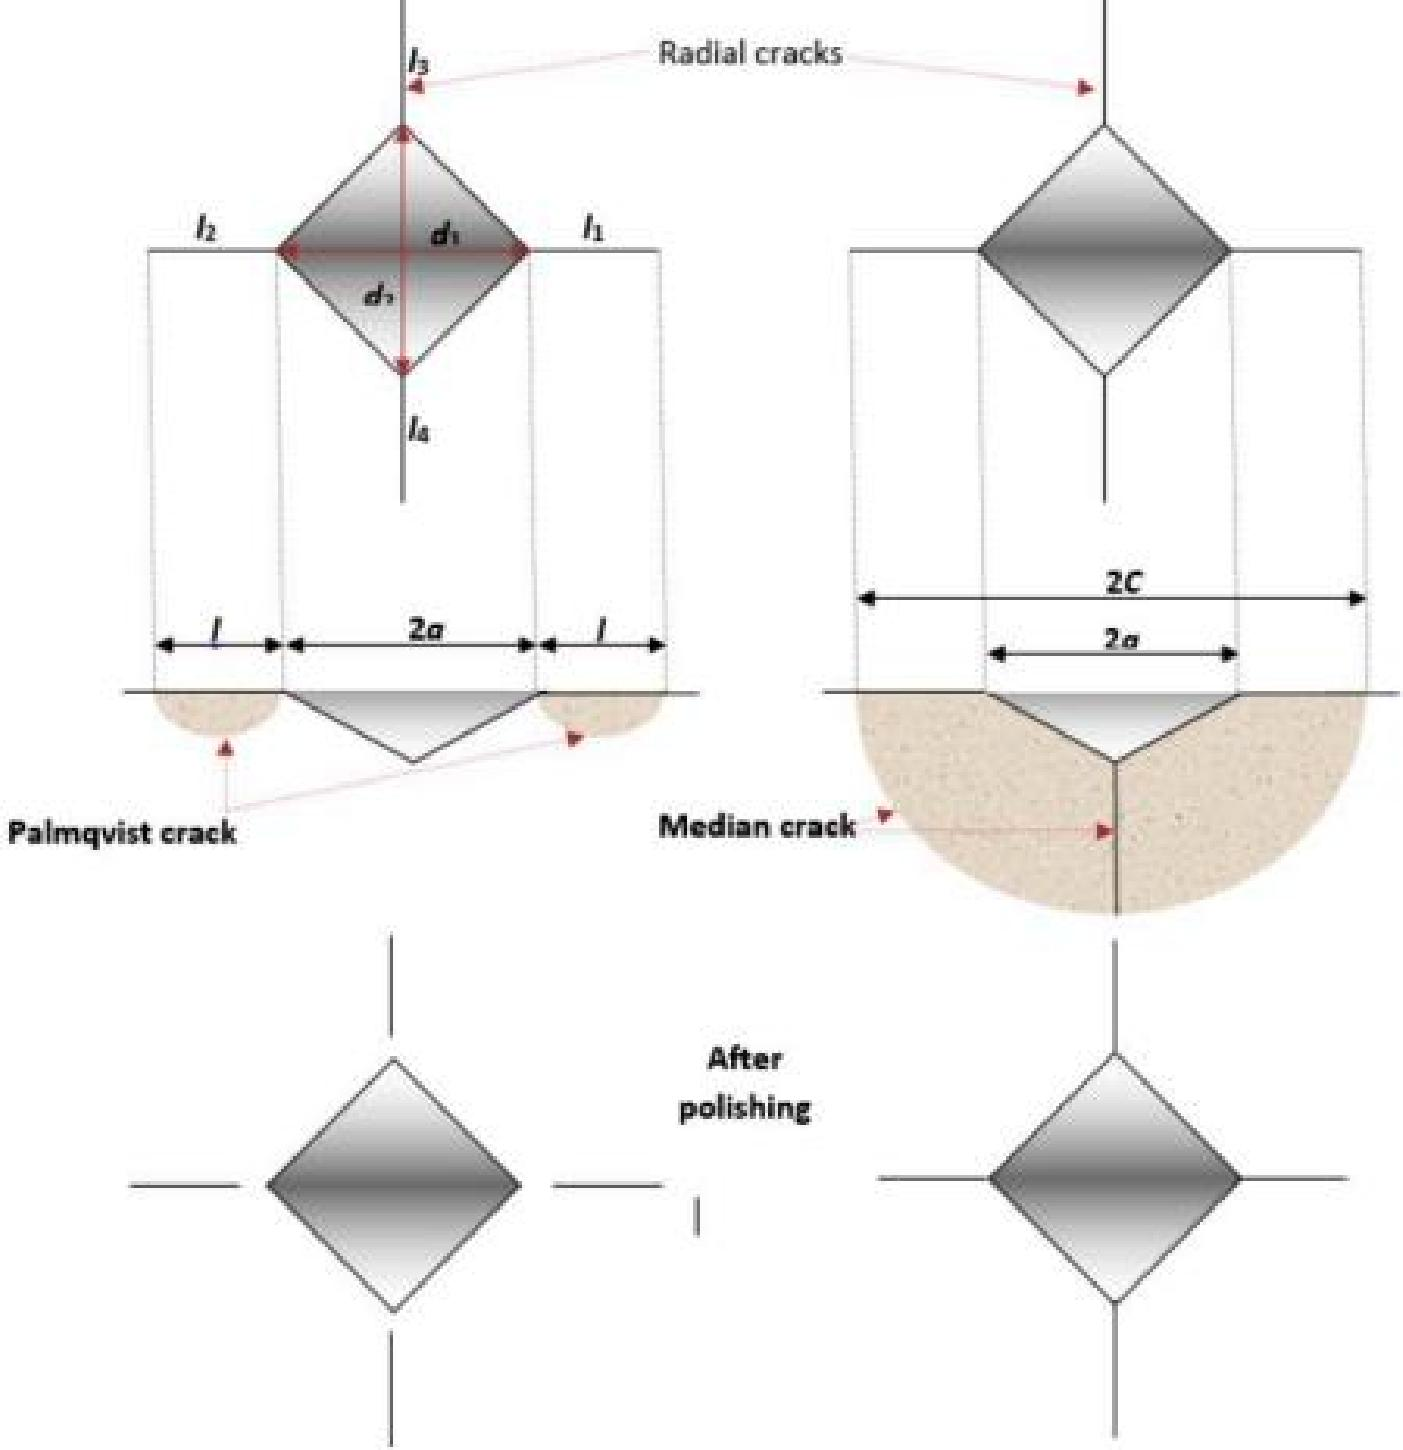 l₃
Radial cracks
l₂
d₁
l₁
d₂
l₄
2C
l
2a
l
2a
Palmqvist crack
Median crack
After
polishing